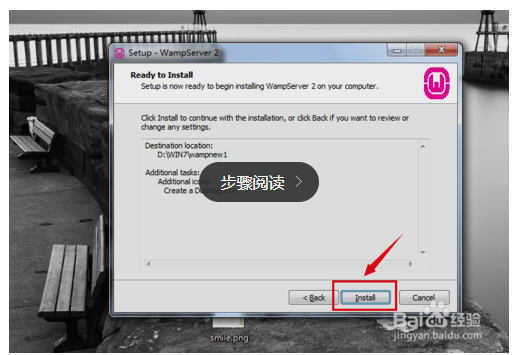 Setup - WampServer 2
Ready to Install
Setup is now ready to begin installing WampServer 2 on your computer.
Click Install to continue with the installation, or click Back if you want to review or
change any settings.
Destination location:
D:\WIN7\wampnew1
Additional tasks:
Additional
步骤阅读
Create a
< Back
Install
Cancel
Bai 经验
jingyan.baidu.com
smile.png